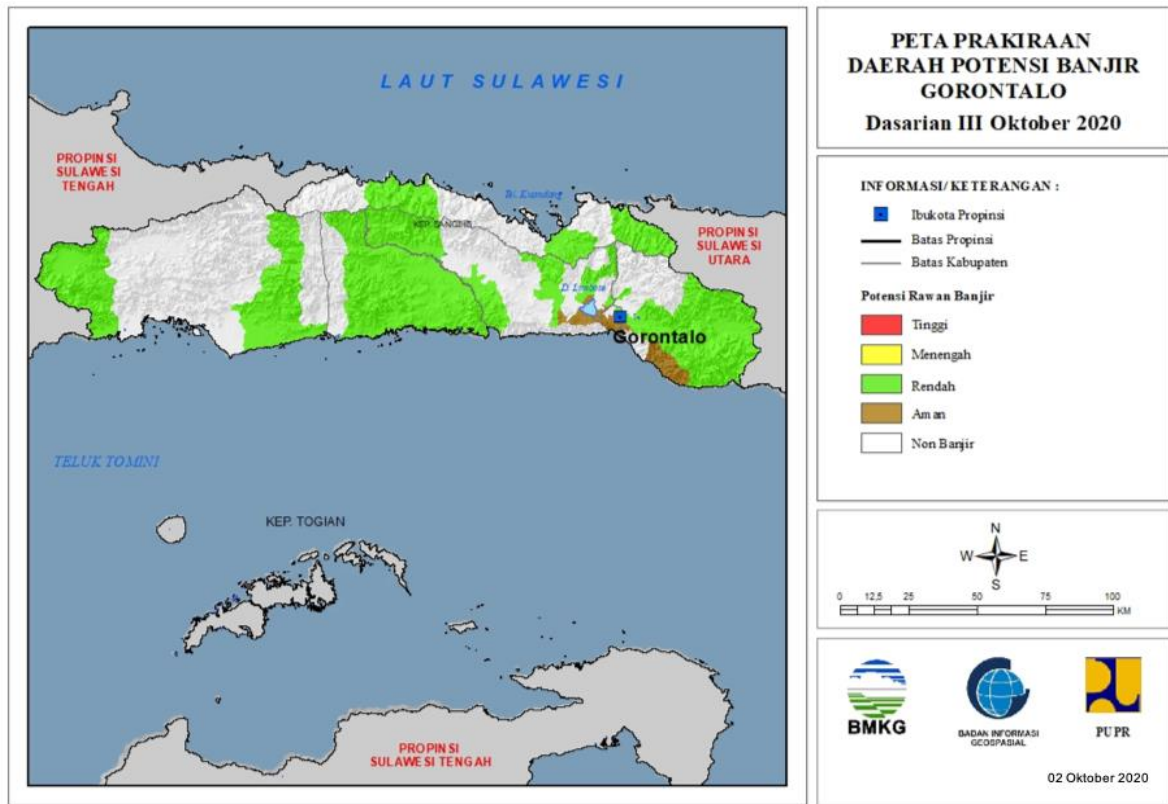 LAUT SULAWESI
PROPINSI
SULAWESI
TENGAH
PROPINSI
SULAWESI
UTARA
Gorontalo
TELUK TOMINI
KEP. TOGIAN
PROPINSI
SULAWESI TENGAH
PETA PRAKIRAAN
DAERAH POTENSI BANJIR
GORONTALO
Dasarian III Oktober 2020
INFORMASI/ KETERANGAN :
Ibukota Propinsi
Batas Propinsi
Batas Kabupaten
Potensi Rawan Banjir
Tinggi
Menengah
Rendah
Aman
Non Banjir
N
W E
S
0 12,5 25 50 75 100
KM
BMKG
BADAN INFORMASI
GEOSPASIAL
PUPR
02 Oktober 2020